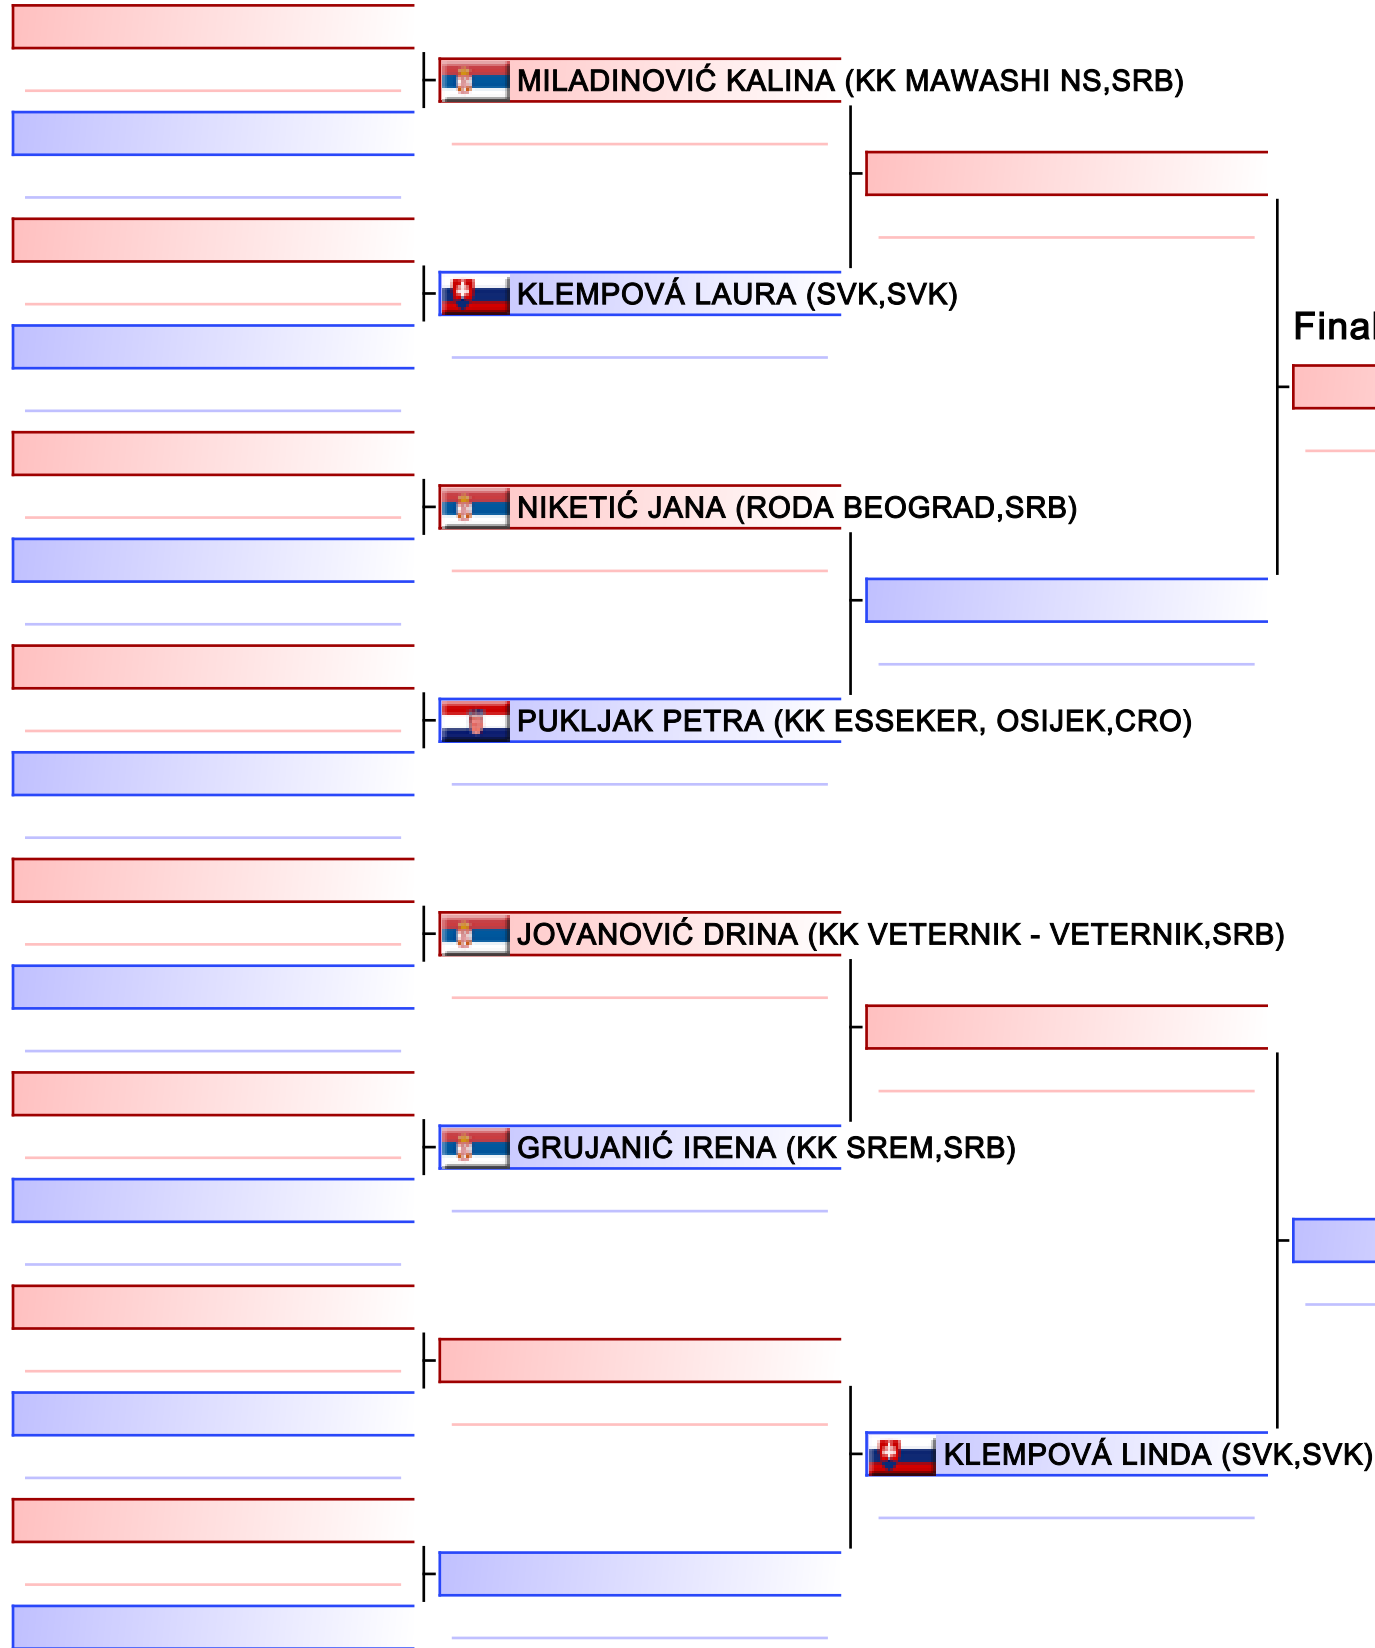 MILADINOVIĆ KALINA (KK MAWASHI NS,SRB)
KLEMPOVÁ LAURA (SVK,SVK)
Final
NIKETIĆ JANA (RODA BEOGRAD,SRB)
PUKLJAK PETRA (KK ESSEKER, OSIJEK,CRO)
JOVANOVIĆ DRINA (KK VETERNIK - VETERNIK,SRB)
GRUJANIĆ IRENA (KK SREM,SRB)
KLEMPOVÁ LINDA (SVK,SVK)